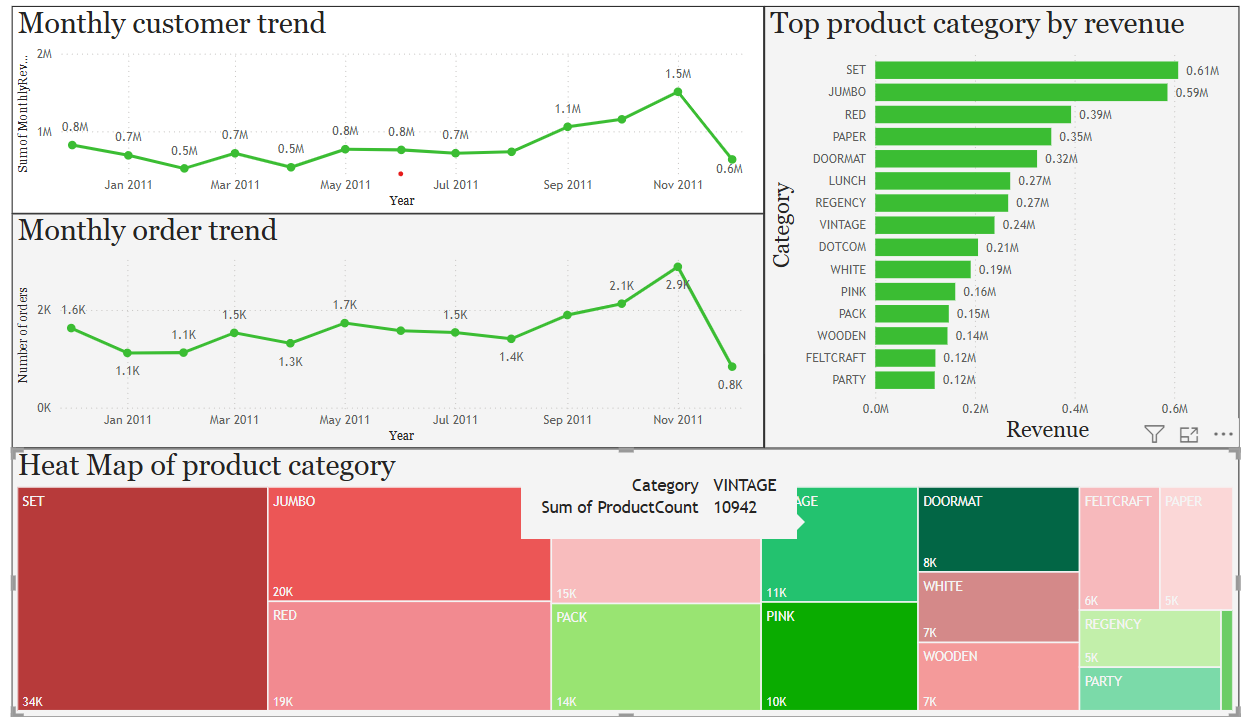 Monthly customer trend
Sum of MonthlyRev...
2M
1M
0.8M
0.7M
0.5M
0.7M
0.5M
0.8M
0.8M
0.7M
1.1M
1.5M
0.6M
Jan 2011
Mar 2011
May 2011
Jul 2011
Sep 2011
Nov 2011
Year
Monthly order trend
Number of orders
2K
0K
1.6K
1.1K
1.1K
1.5K
1.3K
1.7K
1.5K
1.4K
2.1K
2.9K
0.8K
Jan 2011
Mar 2011
May 2011
Jul 2011
Sep 2011
Nov 2011
Year
Top product category by revenue
Category
SET 0.61M
JUMBO 0.59M
RED 0.39M
PAPER 0.35M
DOORMAT 0.32M
LUNCH 0.27M
REGENCY 0.27M
VINTAGE 0.24M
DOTCOM 0.21M
WHITE 0.19M
PINK 0.16M
PACK 0.15M
WOODEN 0.14M
FELTCRAFT 0.12M
PARTY 0.12M
0.0M 0.2M 0.4M 0.6M
Revenue
Heat Map of product category
SET
34K
JUMBO
20K
RED
19K
Category VINTAGE
Sum of ProductCount 10942
15K
PACK
14K
AGE
11K
PINK
10K
DOORMAT
8K
WHITE
7K
WOODEN
7K
FELTCRAFT
6K
PAPER
5K
REGENCY
5K
PARTY